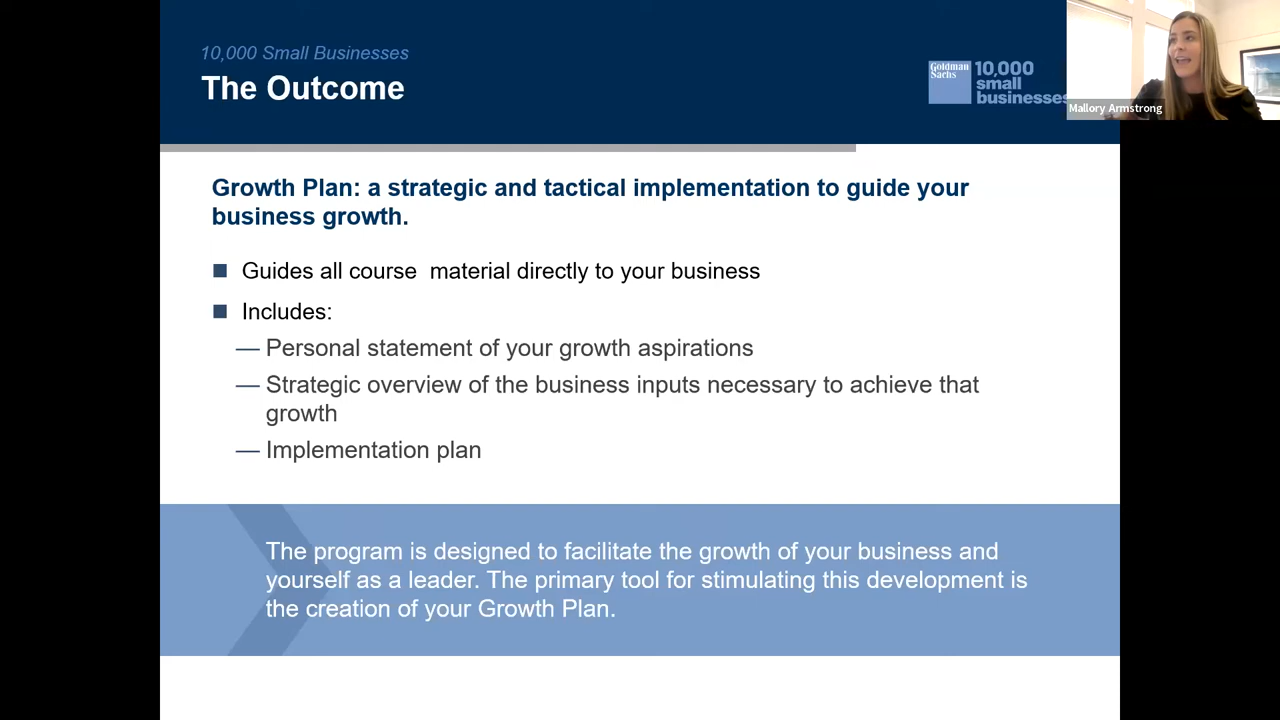 10,000 Small Businesses
The Outcome
Goldman
Sachs
10,000
small
businesses
Mallory Armstrong
Growth Plan: a strategic and tactical implementation to guide your
business growth.
Guides all course material directly to your business
Includes:
— Personal statement of your growth aspirations
— Strategic overview of the business inputs necessary to achieve that
growth
— Implementation plan
The program is designed to facilitate the growth of your business and
yourself as a leader. The primary tool for stimulating this development is
the creation of your Growth Plan.